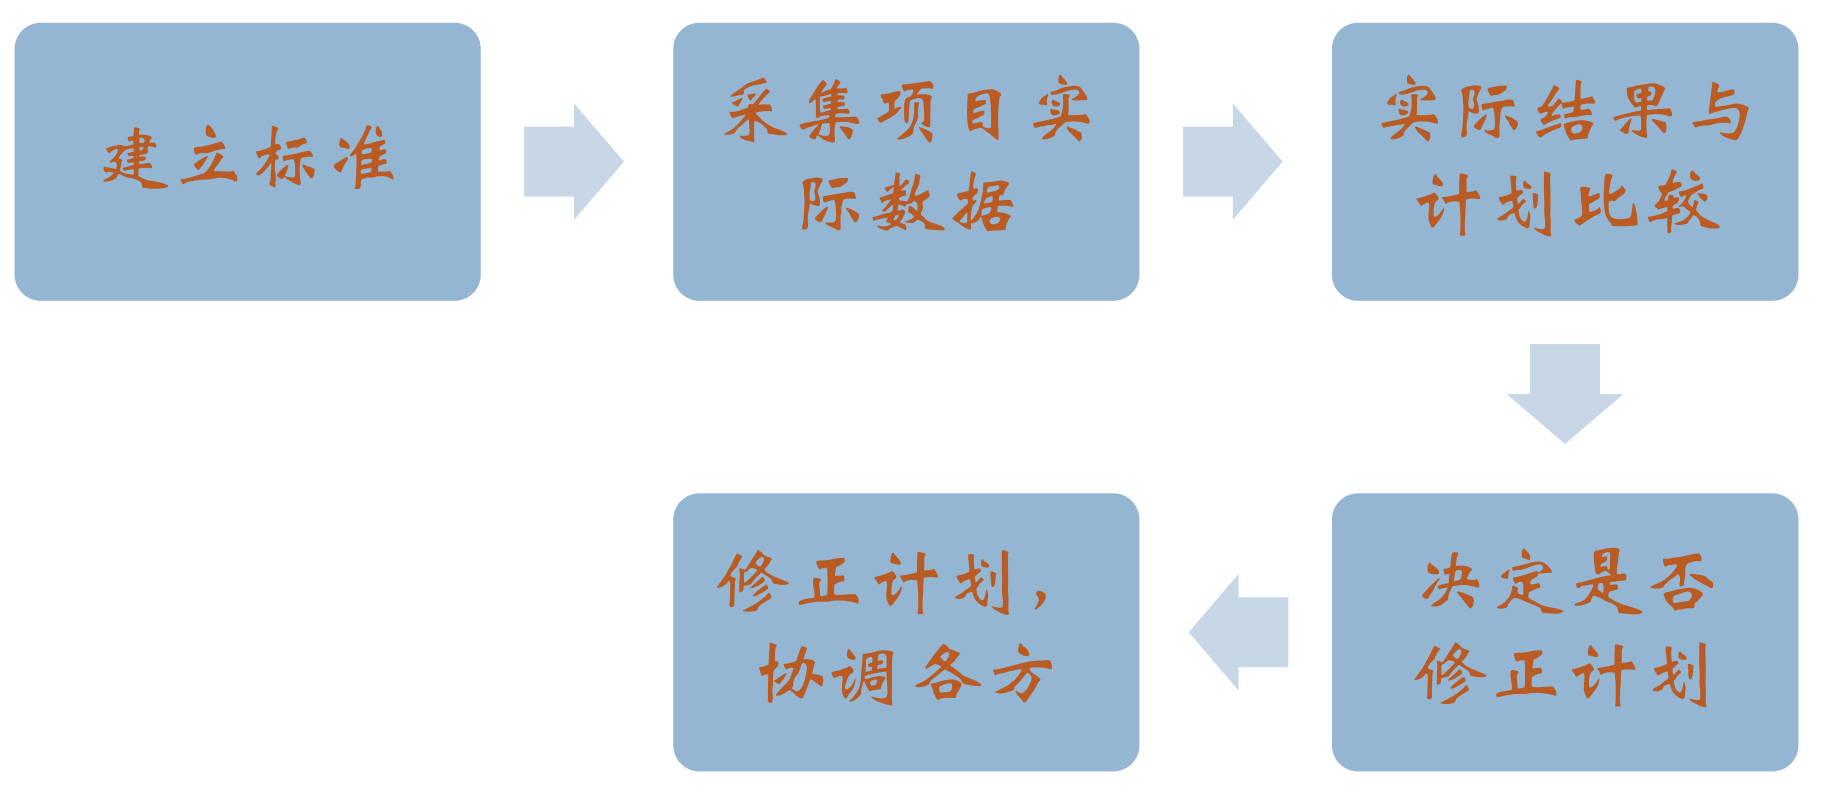 建立标准
采集项目实
际数据
实际结果与
计划比较
决定是否
修正计划
修正计划，
协调各方